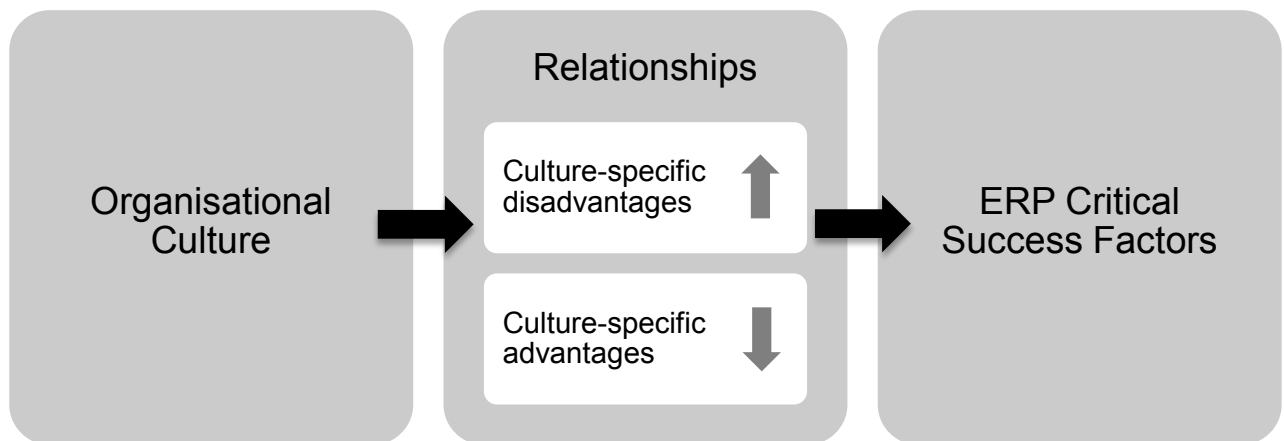 Relationships
Organisational
Culture
Culture-specific
disadvantages
Culture-specific
advantages
ERP Critical
Success Factors